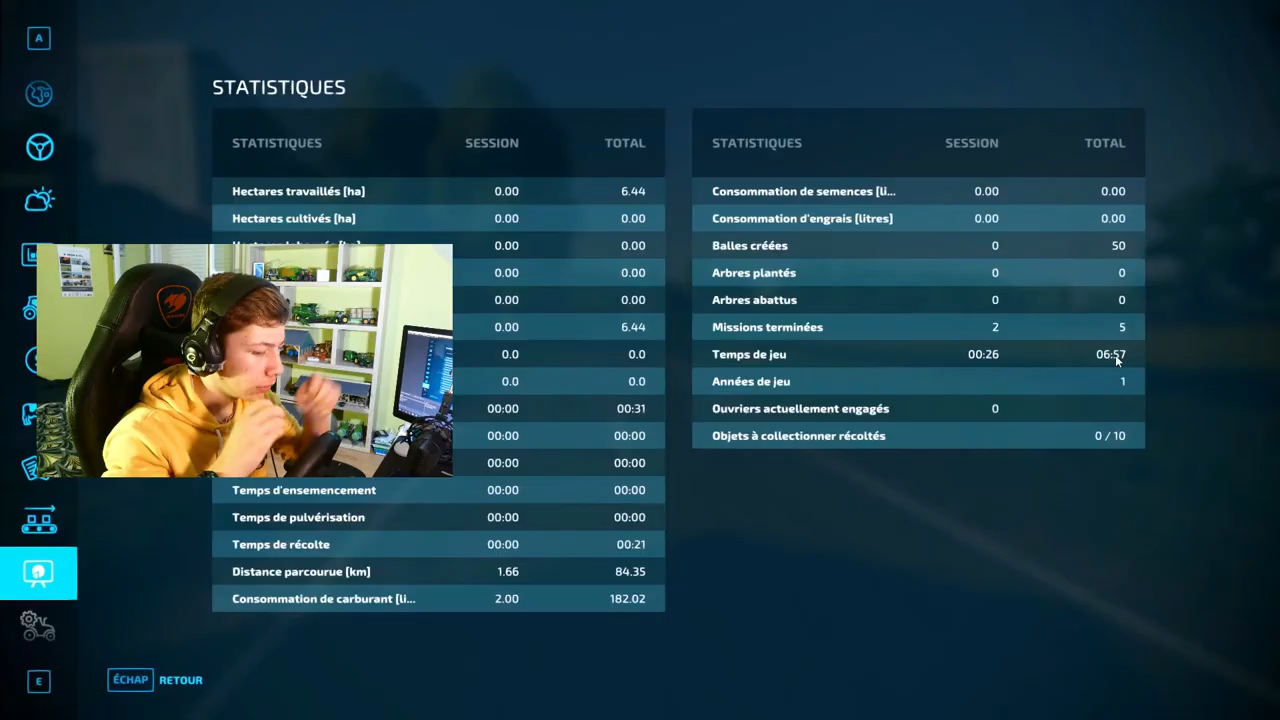 A
STATISTIQUES
STATISTIQUES SESSION TOTAL
Hectares travaillés [ha] 0.00 6.44
Hectares cultivés [ha] 0.00 0.00
0.00 0.00
0.00 0.00
0.00 0.00
0.00 6.44
0.0 0.0
0.0 0.0
00:00 00:31
00:00 00:00
00:00 00:00
Temps d'ensemencement 00:00 00:00
Temps de pulvérisation 00:00 00:00
Temps de récolte 00:00 00:21
Distance parcourue [km] 1.66 84.35
Consommation de carburant [li... 2.00 182.02
STATISTIQUES SESSION TOTAL
Consommation de semences [li... 0.00 0.00
Consommation d'engrais [litres] 0.00 0.00
Balles créées 0 50
Arbres plantés 0 0
Arbres abattus 0 0
Missions terminées 2 5
Temps de jeu 00:26 06:57
Années de jeu 1
Ouvriers actuellement engagés 0
Objets à collectionner récoltés 0 / 10
E
ÉCHAP RETOUR